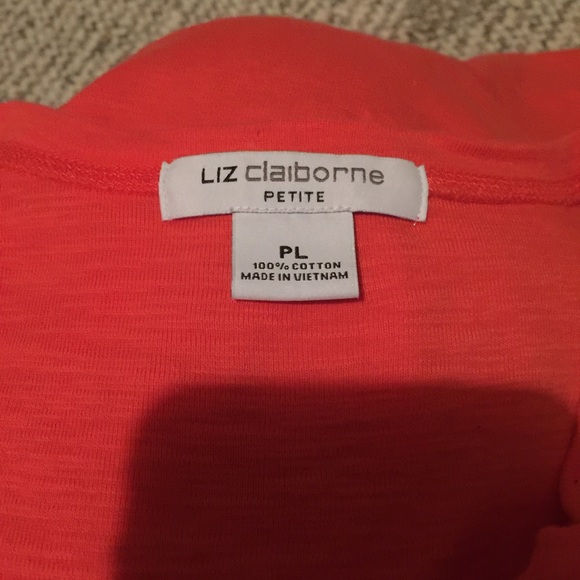 LIZ claiborne
PETITE
PL
100% COTTON
MADE IN VIETNAM